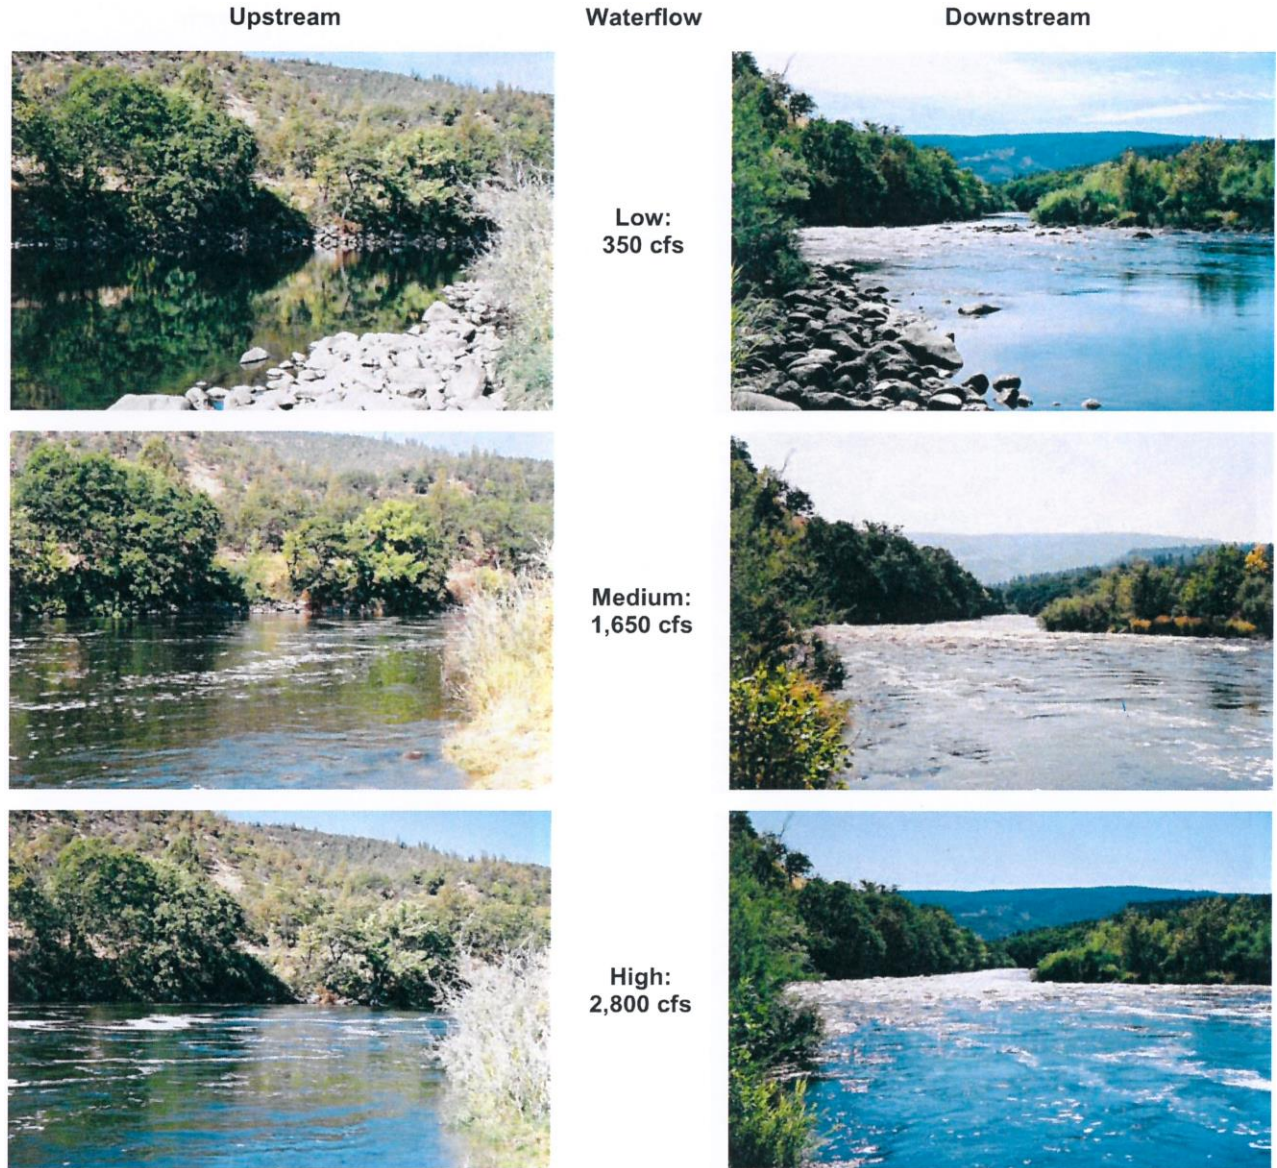 Upstream Waterflow Downstream
Low:
350 cfs
Medium:
1,650 cfs
High:
2,800 cfs